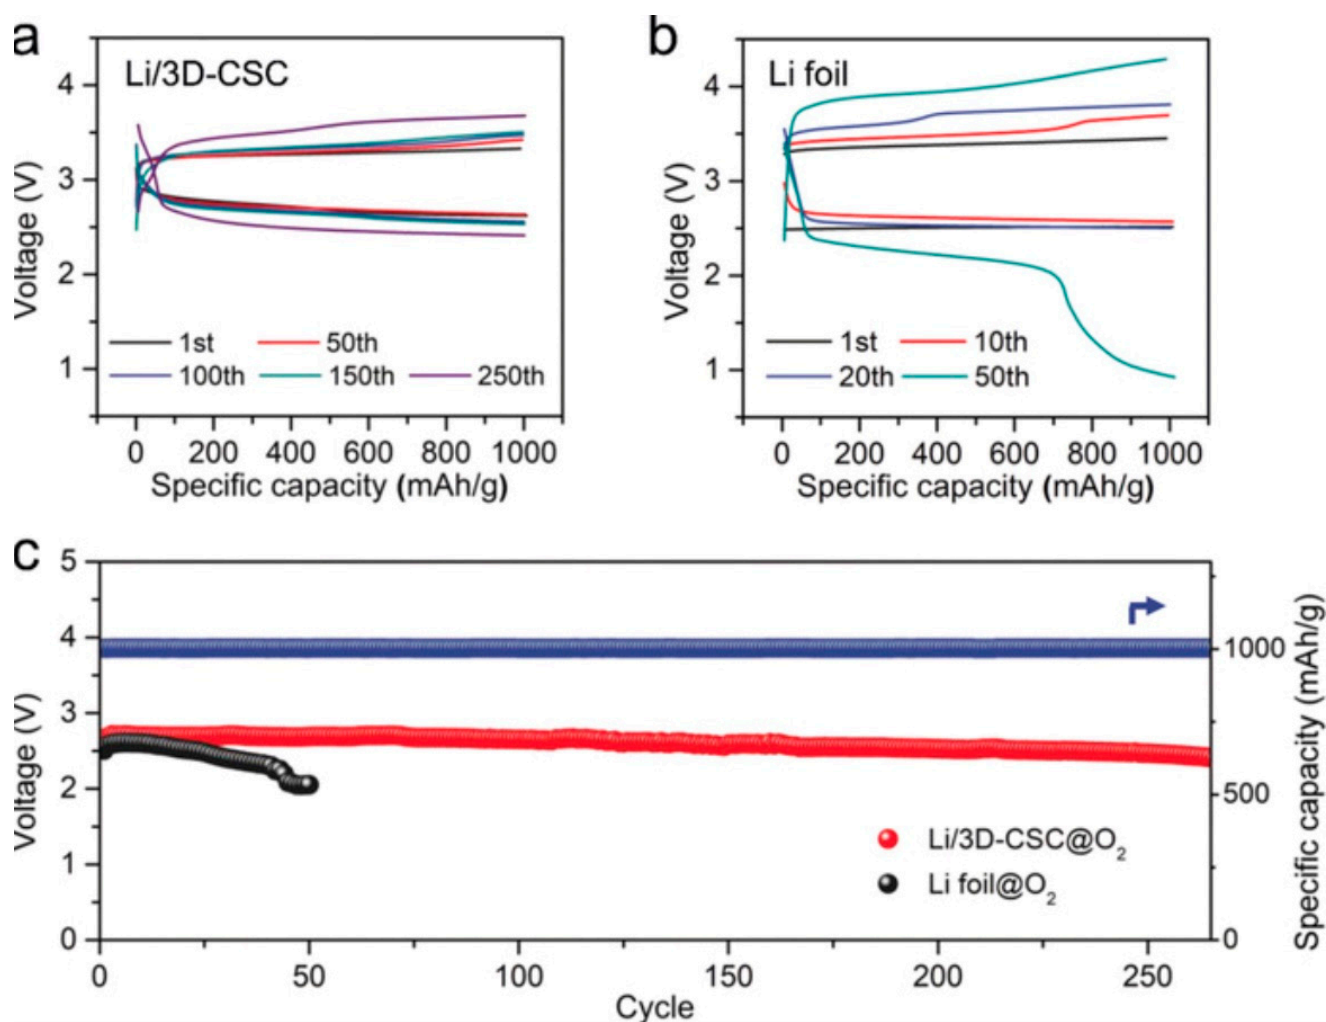 a
Li/3D-CSC
4
3
2
1
Voltage (V)
1st 50th
100th 150th 250th
0 200 400 600 800 1000
Specific capacity (mAh/g)
b
Li foil
4
3
2
1
Voltage (V)
1st 10th
20th 50th
0 200 400 600 800 1000
Specific capacity (mAh/g)
c
5
4
3
2
1
0
Voltage (V)
1000
500
0
Specific capacity (mAh/g)
Li/3D-CSC@O₂
Li foil@O₂
0 50 100 150 200 250
Cycle